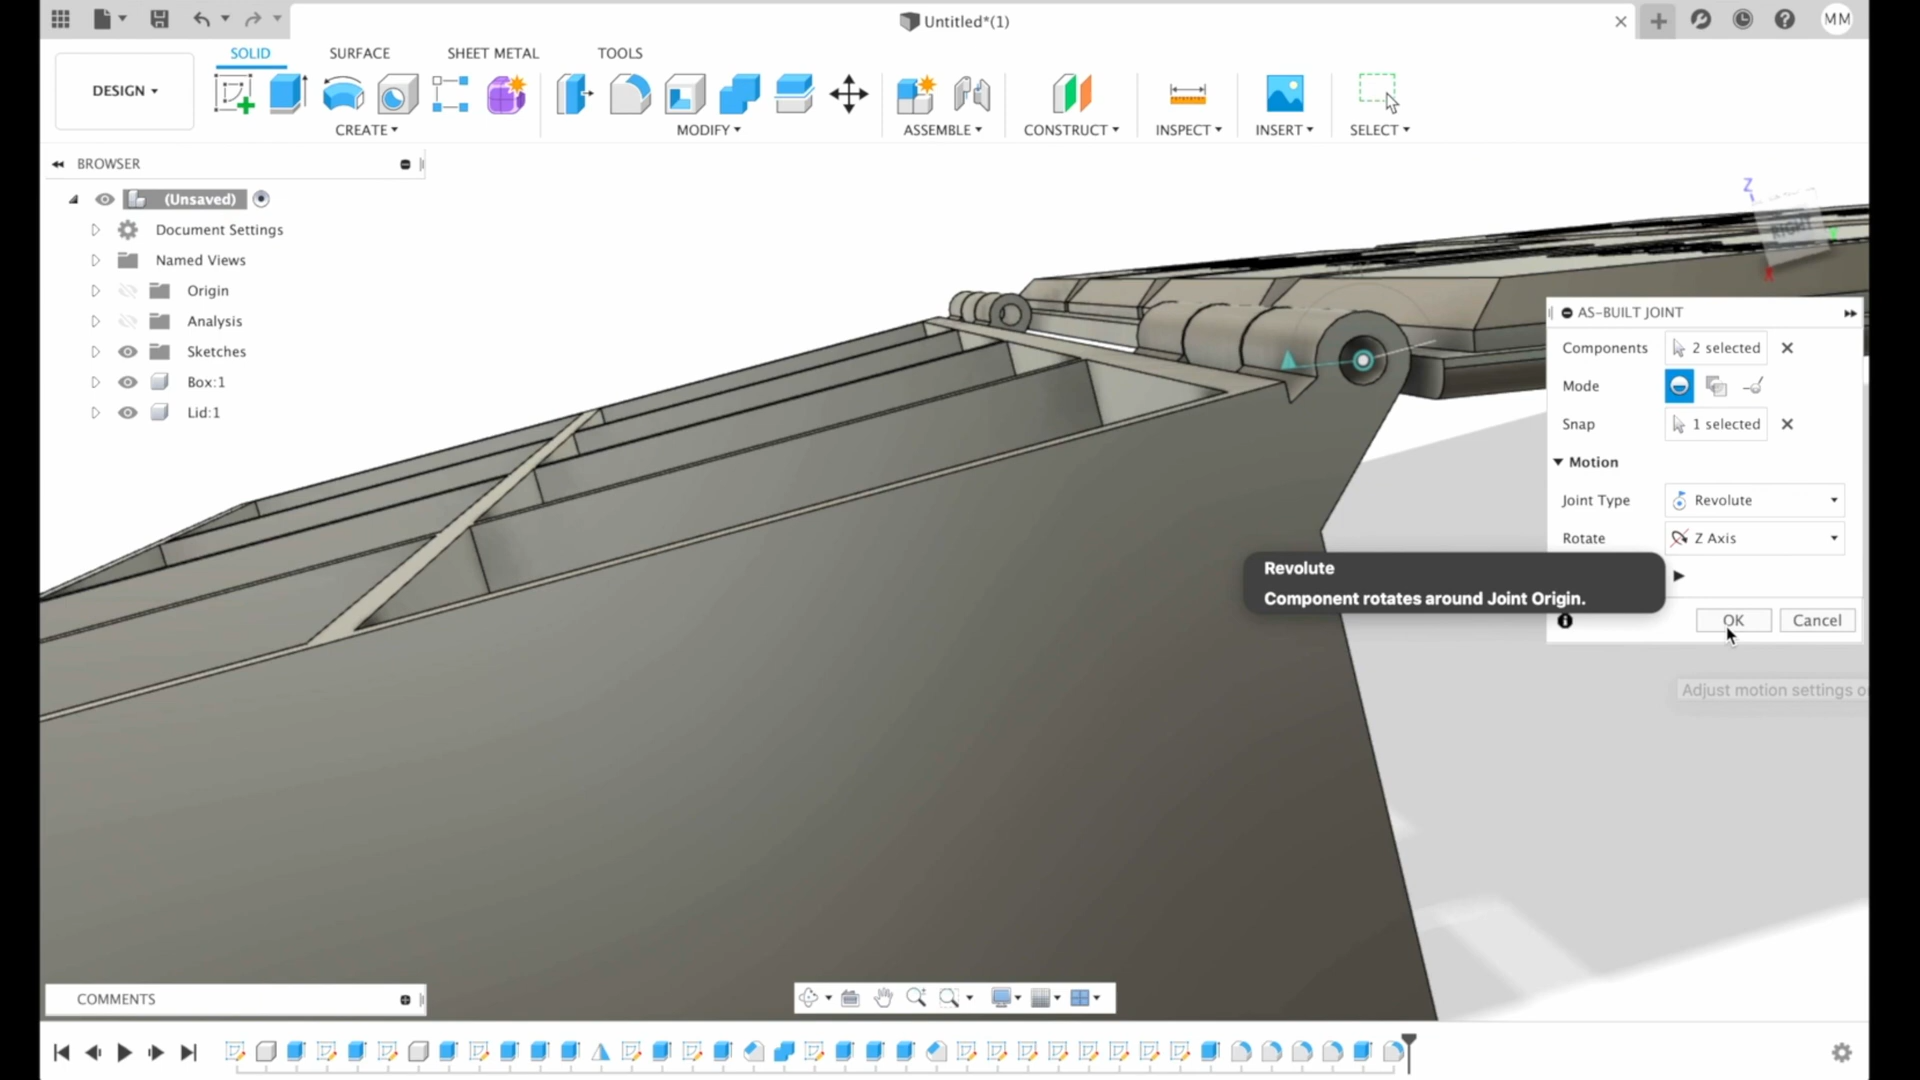 Untitled*(1)
MM
SOLID
SURFACE
SHEET METAL
TOOLS
DESIGN
CREATE
MODIFY
ASSEMBLE
CONSTRUCT
INSPECT
INSERT
SELECT
BROWSER
(Unsaved)
Document Settings
Named Views
Origin
Analysis
Sketches
Box:1
Lid:1
Z
RIGHT
Y
X
AS-BUILT JOINT
Components
2 selected
Mode
Snap
1 selected
Motion
Joint Type
Revolute
Rotate
Z Axis
Revolute
Component rotates around Joint Origin.
OK
Cancel
Adjust motion settings o
COMMENTS